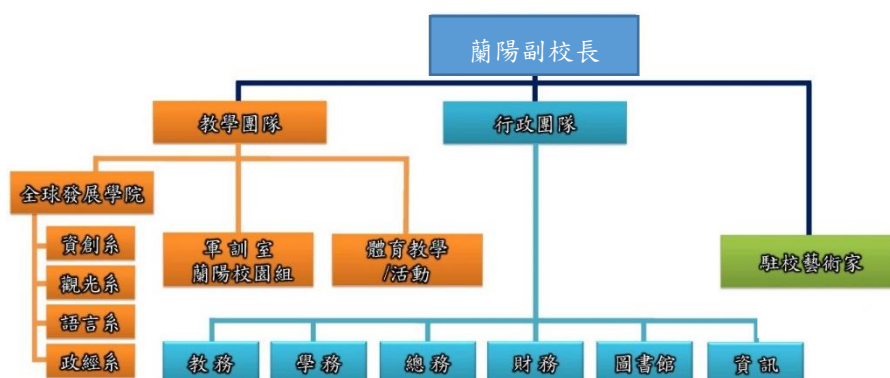 蘭陽副校長
教學團隊
行政團隊
全球發展學院
資創系
觀光系
語言系
政經系
軍訓室
蘭陽校園組
體育教學
/活動
駐校藝術家
教務
學務
總務
財務
圖書館
資訊